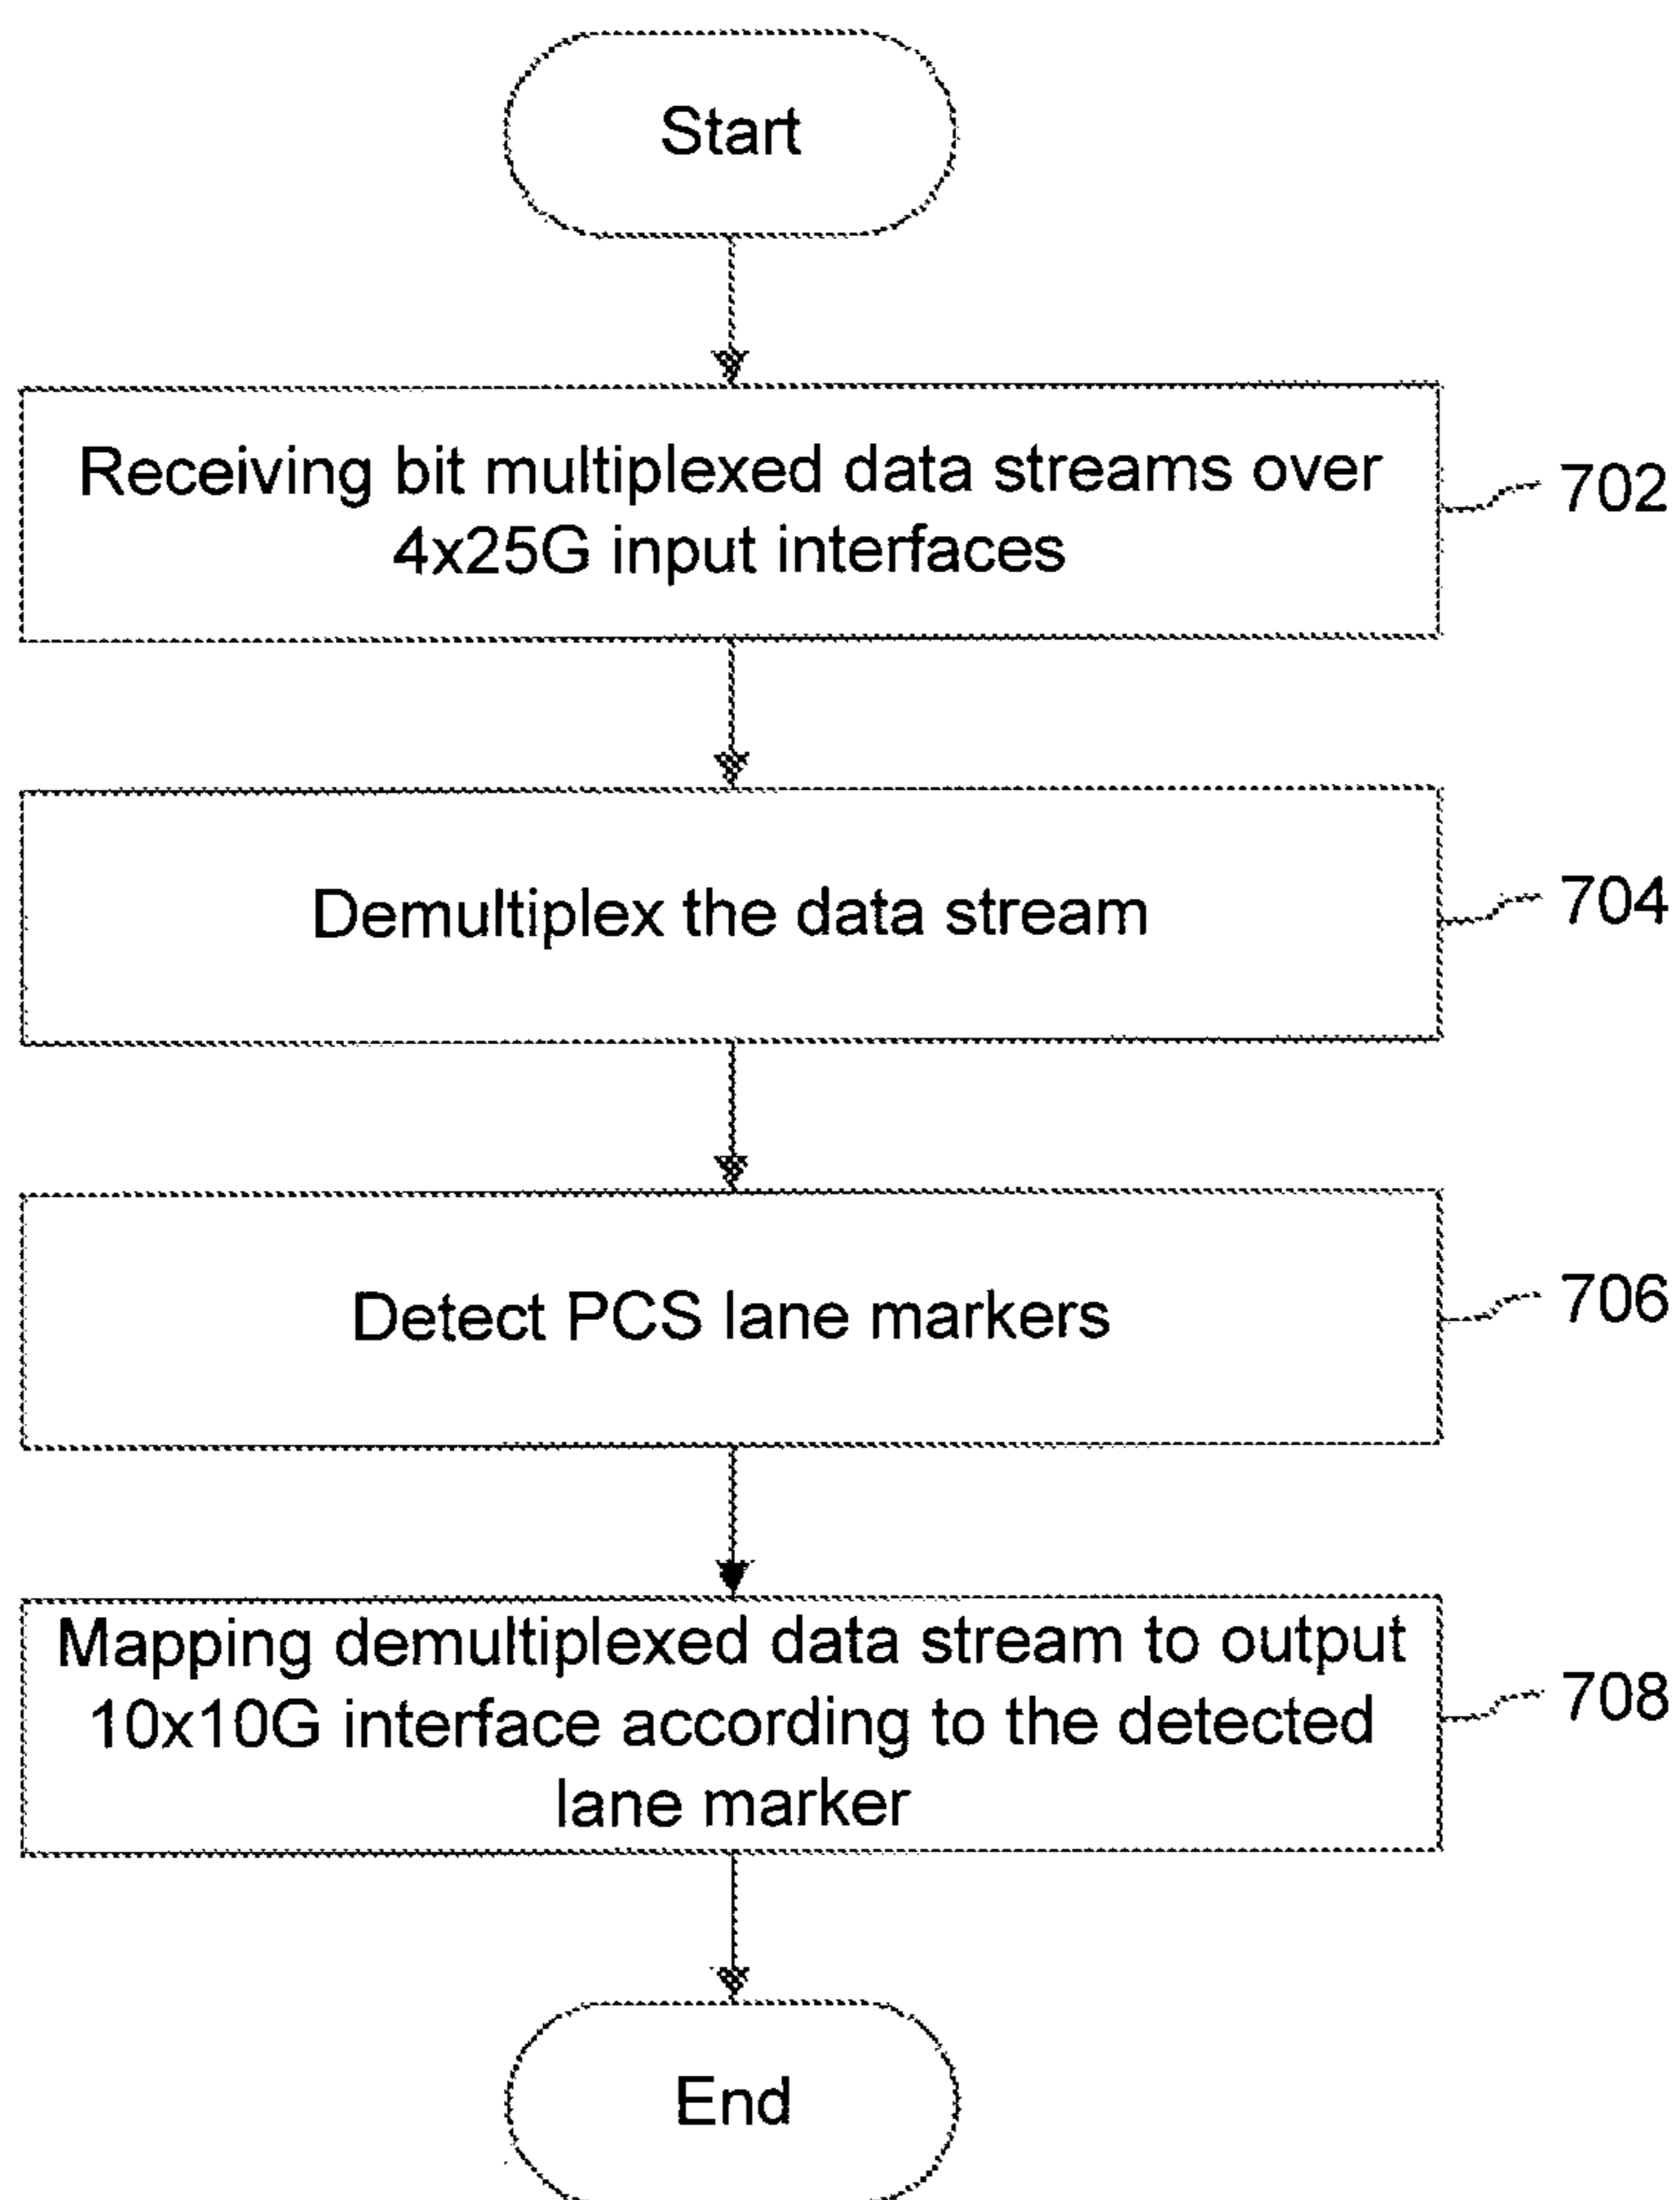 Start
Receiving bit multiplexed data streams over
4x25G input interfaces
702
Demultiplex the data stream
704
Detect PCS lane markers
706
Mapping demultiplexed data stream to output
10x10G interface according to the detected
lane marker
708
End